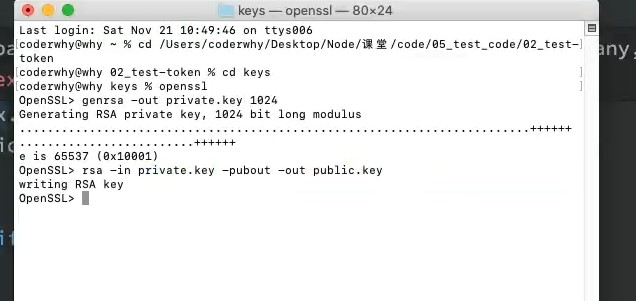 keys — openssl — 80×24
Last login: Sat Nov 21 10:49:46 on ttys006
[coderwhy@why ~ % cd /Users/coderwhy/Desktop/Node/课堂/code/05_test_code/02_test-]
token
[coderwhy@why 02_test-token % cd keys ]
[coderwhy@why keys % openssl ]
OpenSSL> genrsa -out private.key 1024
Generating RSA private key, 1024 bit long modulus
..........................................................................++++++
.........................++++++
e is 65537 (0x10001)
OpenSSL> rsa -in private.key -pubout -out public.key
writing RSA key
OpenSSL>